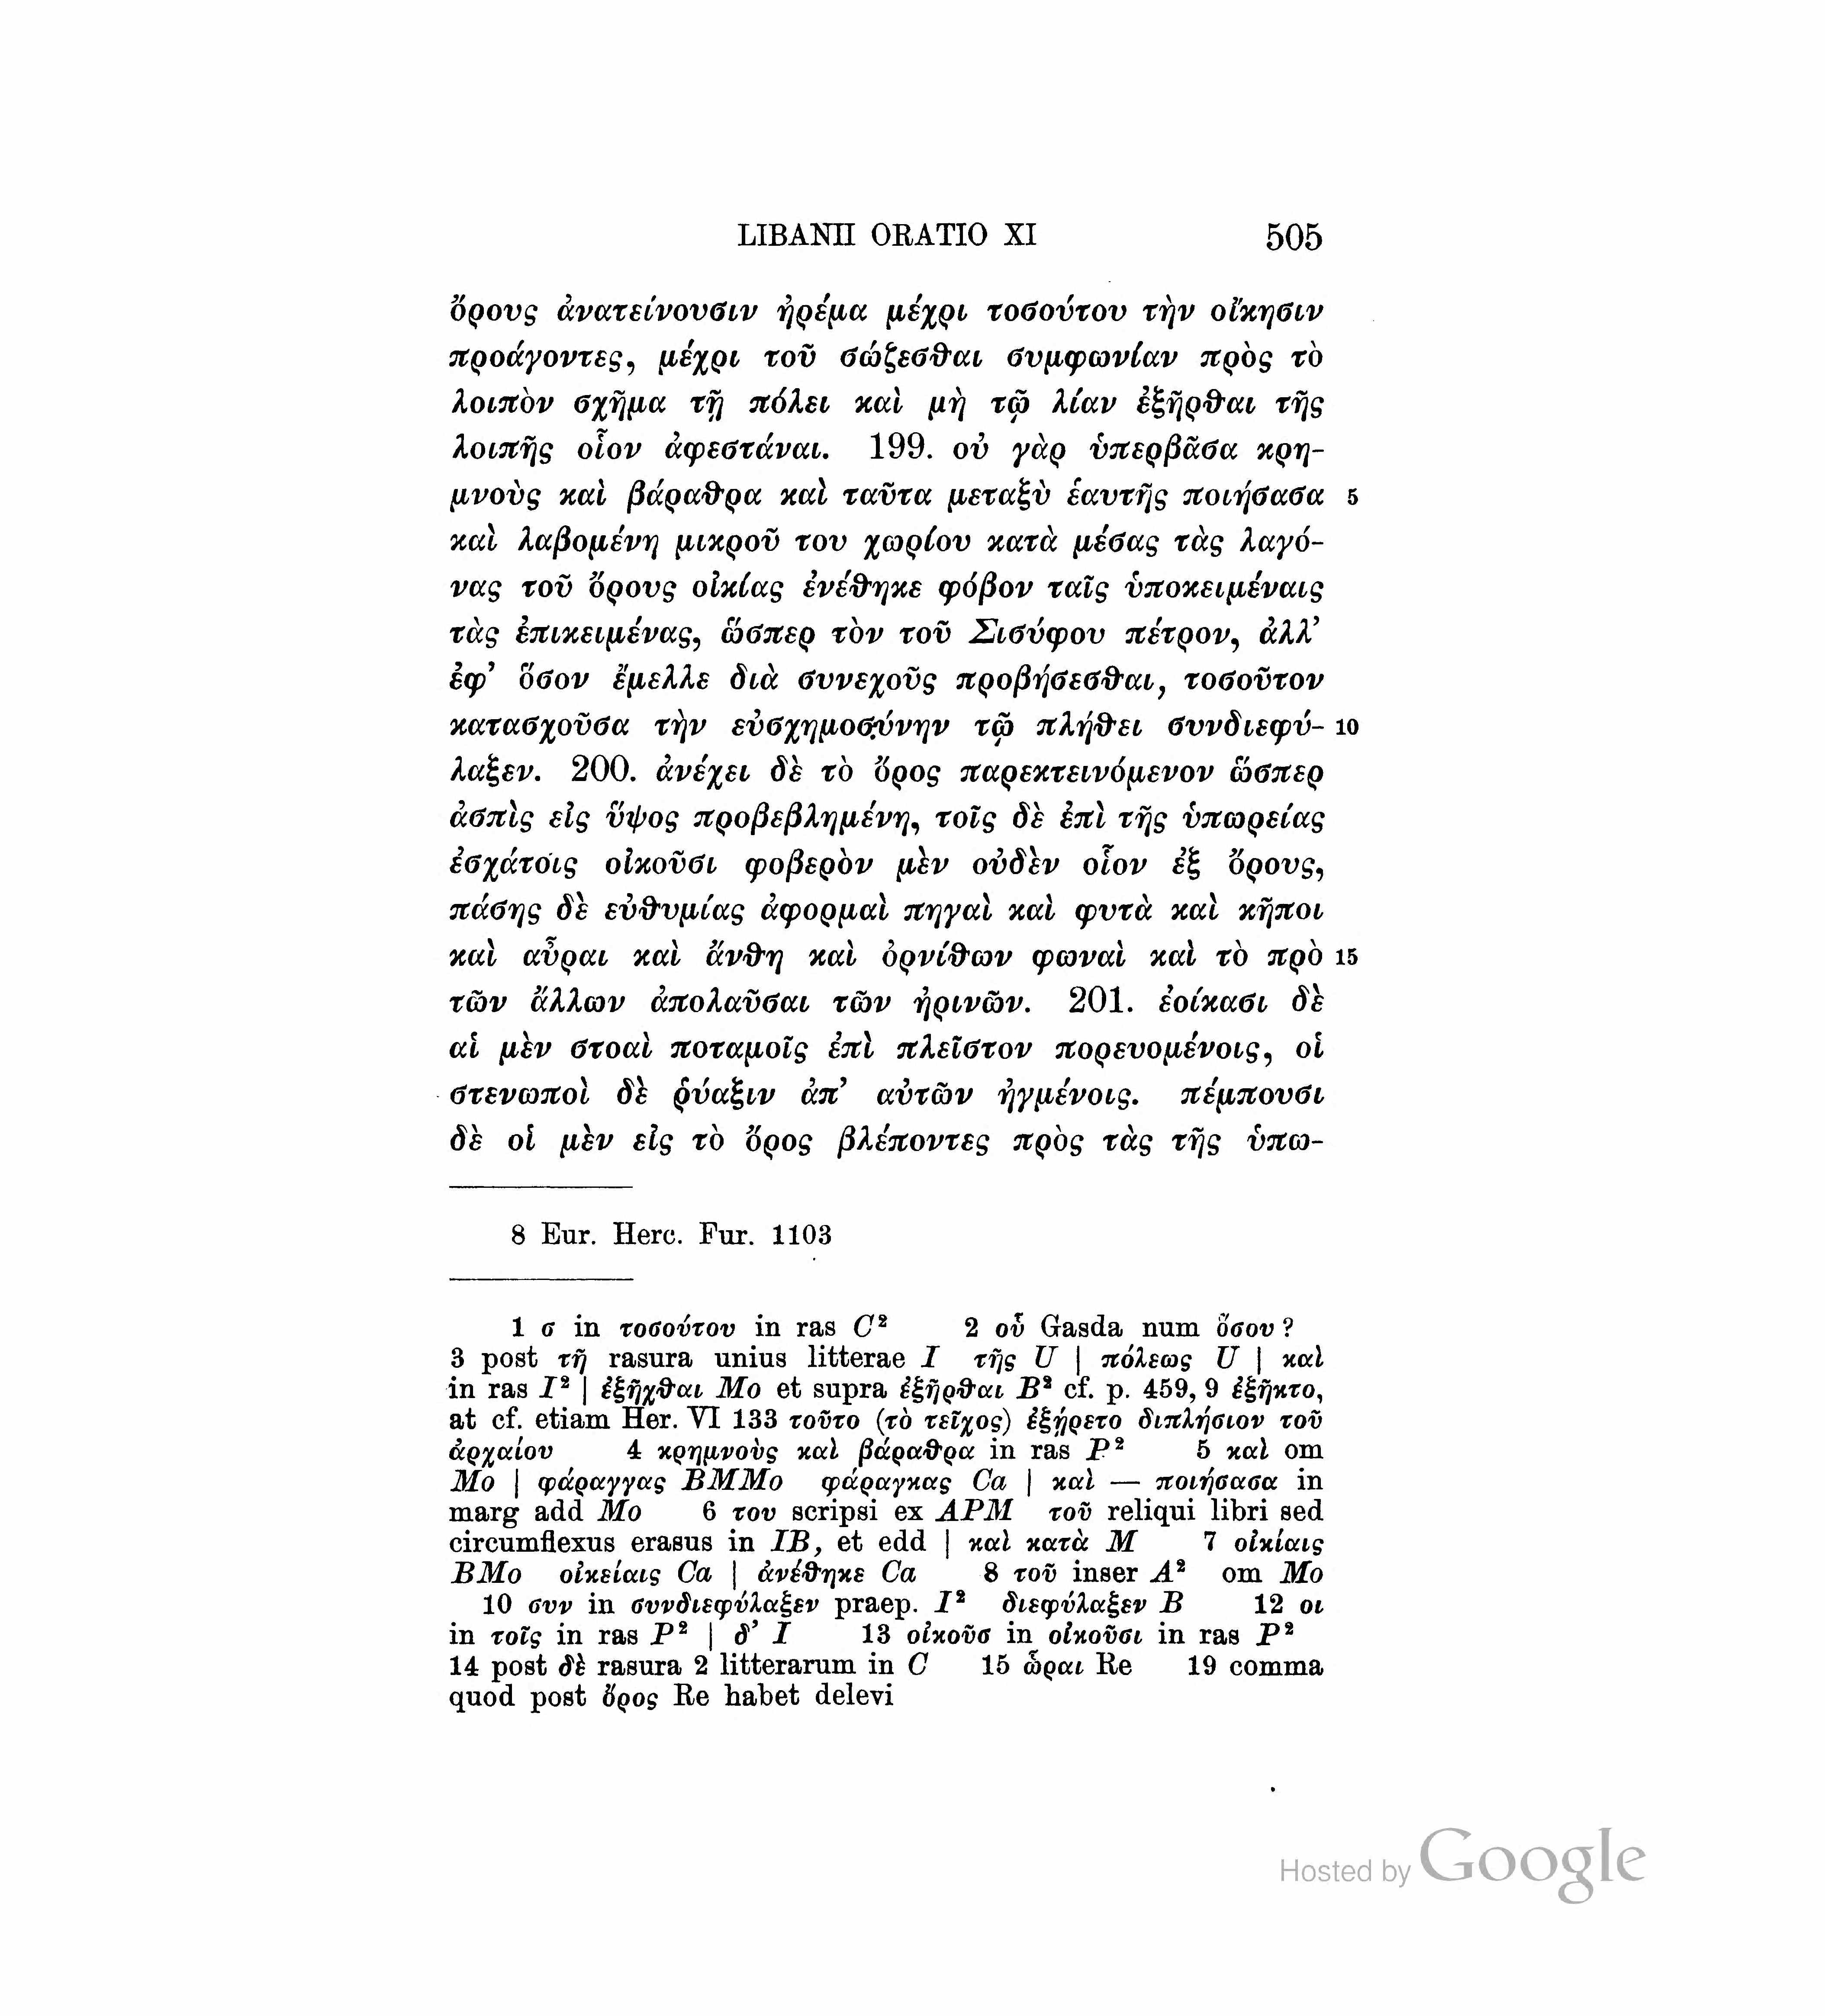 LIBANII ORATIO XI 505
ὄρους ἀνατείνουσιν ἠρέμα μέχρι τοσούτου τὴν οἴκησιν
προάγοντες, μέχρι τοῦ σώζεσθαι συμφωνίαν πρὸς τὸ
λοιπὸν σχῆμα τῇ πόλει καὶ μὴ τῷ λίαν ἐξῆρθαι τῆς
λοιπῆς οἷον ἀφεστάναι. 199. οὐ γὰρ ὑπερβᾶσα κρη-
μνοὺς καὶ βάραθρα καὶ ταῦτα μεταξὺ ἑαυτῆς ποιήσασα 5
καὶ λαβομένη μικροῦ του χωρίου κατὰ μέσας τὰς λαγό-
νας τοῦ ὄρους οἰκίας ἐνέθηκε φόβον ταῖς ὑποκειμέναις
τὰς ἐπικειμένας, ὥσπερ τὸν τοῦ Σισύφου πέτρον, ἀλλ’
ἐφ’ ὅσον ἔμελλε διὰ συνεχοῦς προβήσεσθαι, τοσοῦτον
κατασχοῦσα τὴν εὐσχημοσύνην τῷ πλήθει συνδιεφύ- 10
λαξεν. 200. ἀνέχει δὲ τὸ ὄρος παρεκτεινόμενον ὥσπερ
ἀσπὶς εἰς ὕψος προβεβλημένη, τοῖς δὲ ἐπὶ τῆς ὑπωρείας
ἐσχάτοις οἰκοῦσι φοβερὸν μὲν οὐδὲν οἷον ἐξ ὄρους,
πάσης δὲ εὐθυμίας ἀφορμαὶ πηγαὶ καὶ φυτὰ καὶ κῆποι
καὶ αὖραι καὶ ἄνθη καὶ ὀρνίθων φωναὶ καὶ τὸ πρὸ 15
τῶν ἄλλων ἀπολαῦσαι τῶν ἠρινῶν. 201. ἐοίκασι δὲ
αἱ μὲν στοαὶ ποταμοῖς ἐπὶ πλεῖστον πορευομένοις, οἱ
στενωποὶ δὲ ῥύαξιν ἀπ’ αὐτῶν ἠγμένοις. πέμπουσι
δὲ οἱ μὲν εἰς τὸ ὄρος βλέποντες πρὸς τὰς τῆς ὑπω-
8 Eur. Herc. Fur. 1103
1 σ in τοσούτου in ras C² 2 οὗ Gasda num ὅσου?
3 post τῇ rasura unius litterae I τῆς U | πόλεως U | καὶ
in ras I² | ἐξῆχθαι Mo et supra ἐξῆρθαι B² cf. p. 459, 9 ἐξῆκτο,
at cf. etiam Her. VI 133 τοῦτο (τὸ τεῖχος) ἐξῄρετο διπλήσιον τοῦ
ἀρχαίου 4 κρημνοὺς καὶ βάραθρα in ras P² 5 καὶ om
Mo | φάραγγας BMMo φάραγκας Ca | καὶ — ποιήσασα in
marg add Mo 6 του scripsi ex APM τοῦ reliqui libri sed
circumflexus erasus in IB, et edd | καὶ κατὰ M 7 οἰκίαις
BMo οἰκείαις Ca | ἀνέθηκε Ca 8 τοῦ inser A² om Mo
10 συν in συνδιεφύλαξεν praep. I² διεφύλαξεν B 12 οι
in τοῖς in ras P² | δ’ I 13 οἰκοῦσ in οἰκοῦσι in ras P²
14 post δὲ rasura 2 litterarum in C 15 ὧραι Re 19 comma
quod post ὄρος Re habet delevi
Hosted by Google